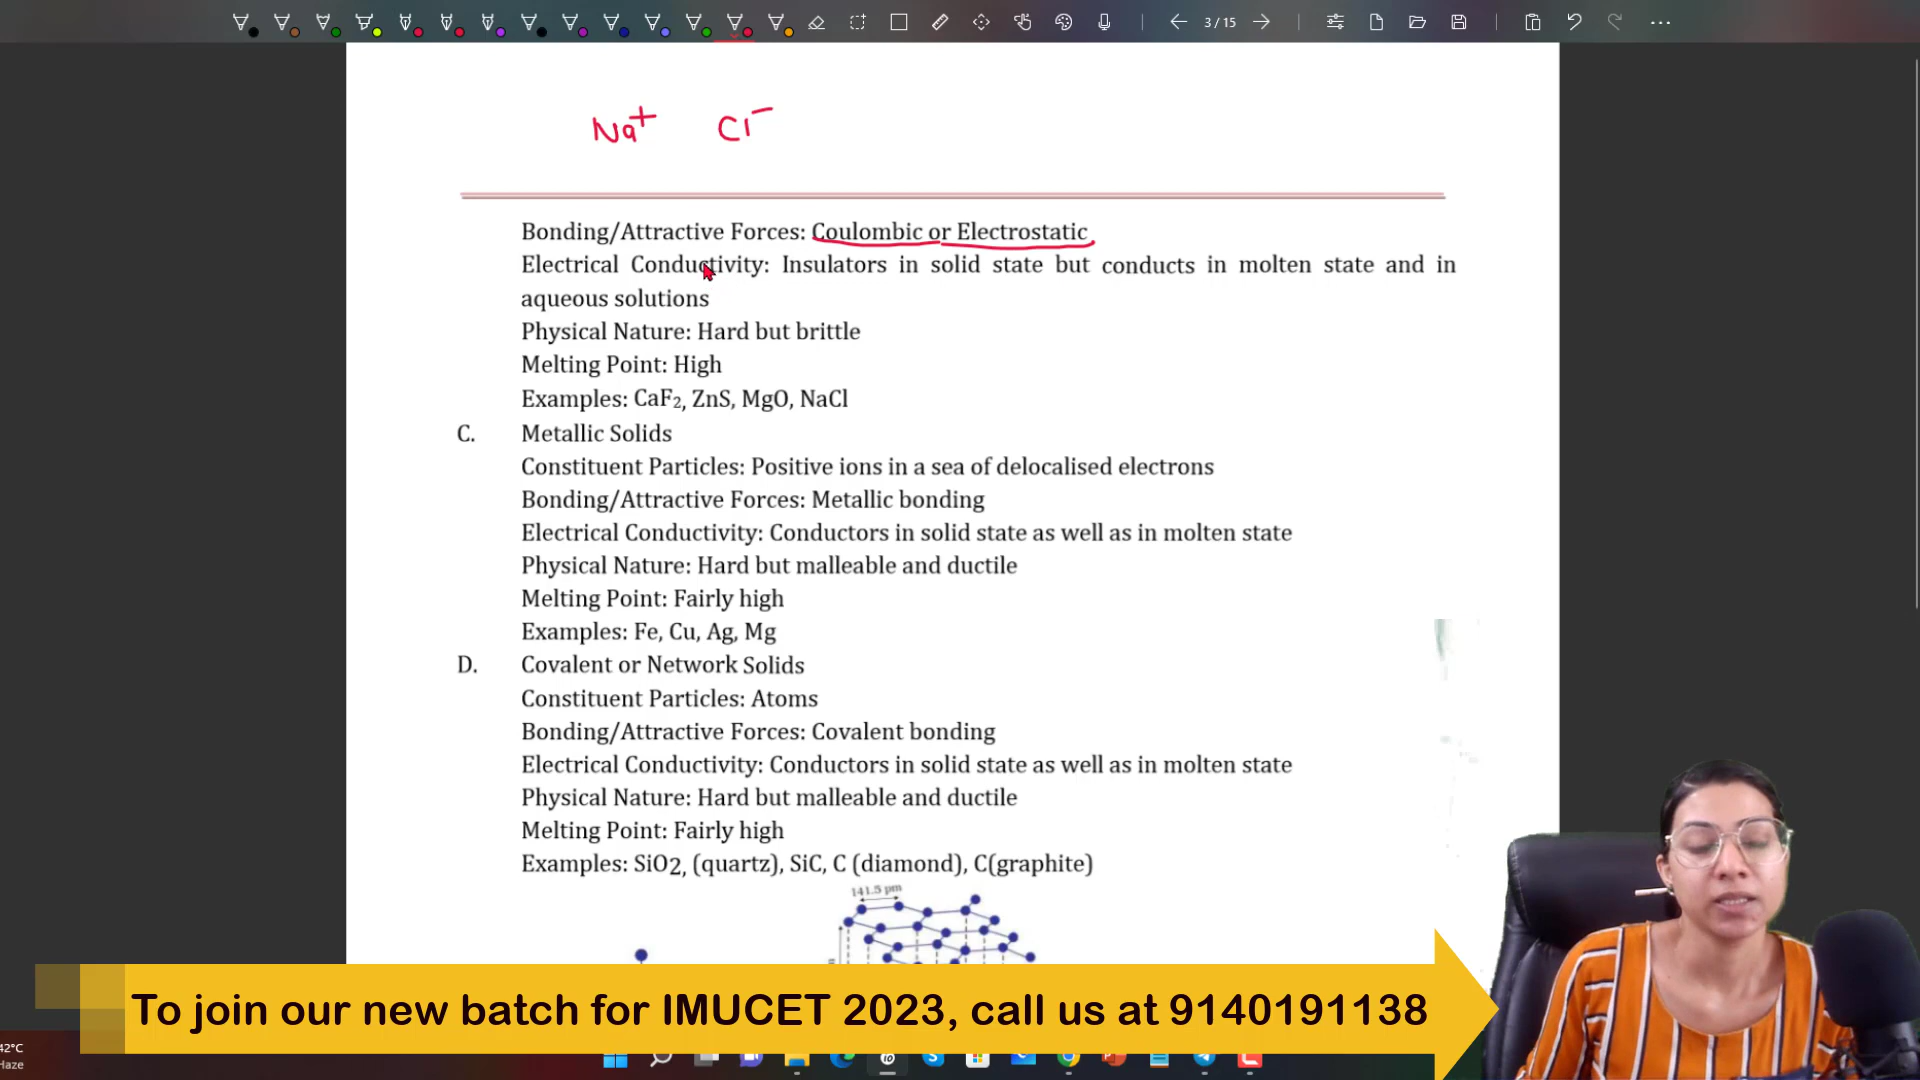 3 / 15
Na+ Cl−
Bonding/Attractive Forces: Coulombic or Electrostatic
Electrical Conductivity: Insulators in solid state but conducts in molten state and in
aqueous solutions
Physical Nature: Hard but brittle
Melting Point: High
Examples: CaF2, ZnS, MgO, NaCl
C. Metallic Solids
Constituent Particles: Positive ions in a sea of delocalised electrons
Bonding/Attractive Forces: Metallic bonding
Electrical Conductivity: Conductors in solid state as well as in molten state
Physical Nature: Hard but malleable and ductile
Melting Point: Fairly high
Examples: Fe, Cu, Ag, Mg
D. Covalent or Network Solids
Constituent Particles: Atoms
Bonding/Attractive Forces: Covalent bonding
Electrical Conductivity: Conductors in solid state as well as in molten state
Physical Nature: Hard but malleable and ductile
Melting Point: Fairly high
Examples: SiO2, (quartz), SiC, C (diamond), C(graphite)
141.5 pm
To join our new batch for IMUCET 2023, call us at 9140191138
42°C
Haze